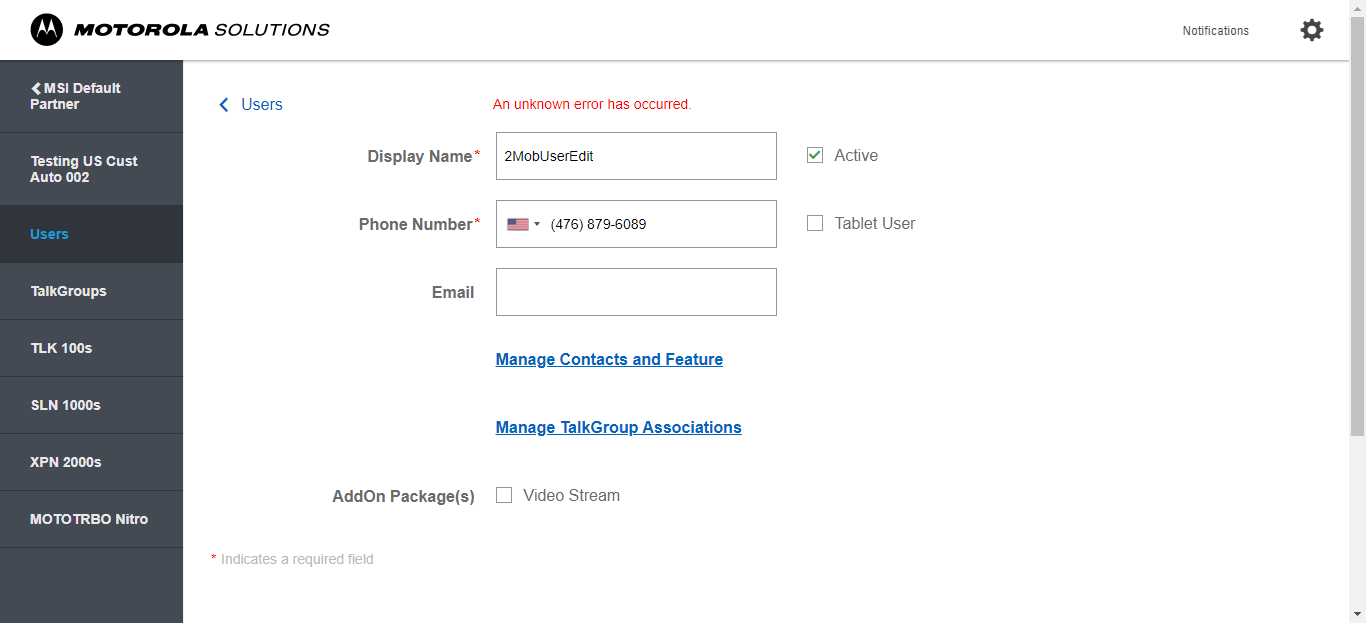 MOTOROLA SOLUTIONS
Notifications
MSI Default
Partner
Testing US Cust
Auto 002
Users
TalkGroups
TLK 100s
SLN 1000s
XPN 2000s
MOTOTRBO Nitro
Users
An unknown error has occurred.
Display Name*
2MobUserEdit
Active
Phone Number*
(476) 879-6089
Tablet User
Email
Manage Contacts and Feature
Manage TalkGroup Associations
AddOn Package(s)
Video Stream
* Indicates a required field